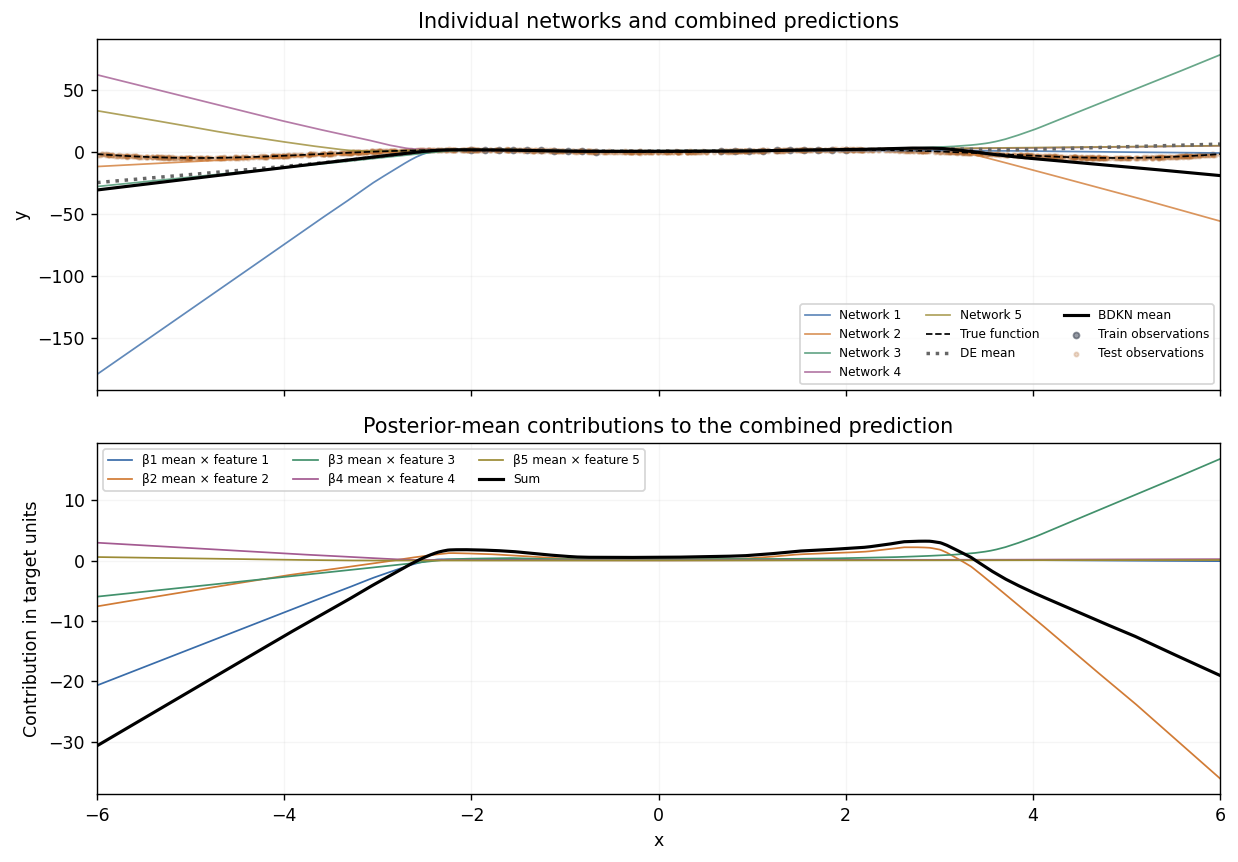 Individual networks and combined predictions
50
0
−50
−100
−150
y
Network 1
Network 2
Network 3
Network 4
Network 5
True function
DE mean
BDKN mean
Train observations
Test observations
Posterior-mean contributions to the combined prediction
β1 mean × feature 1
β2 mean × feature 2
β3 mean × feature 3
β4 mean × feature 4
β5 mean × feature 5
Sum
10
0
−10
−20
−30
Contribution in target units
−6
−4
−2
0
2
4
6
x